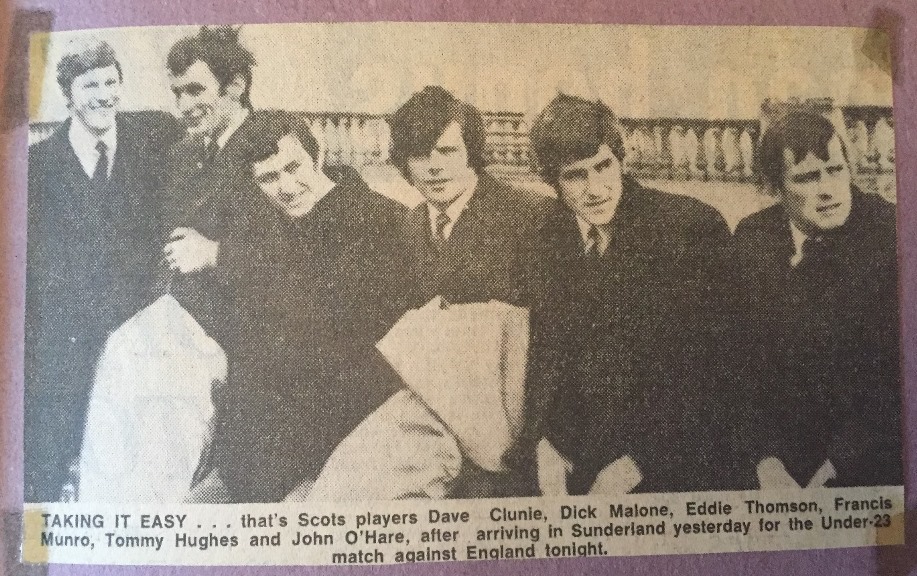 TAKING IT EASY . . . that's Scots players Dave Clunie, Dick Malone, Eddie Thomson, Francis
Munro, Tommy Hughes and John O'Hare, after arriving in Sunderland yesterday for the Under-23
match against England tonight.